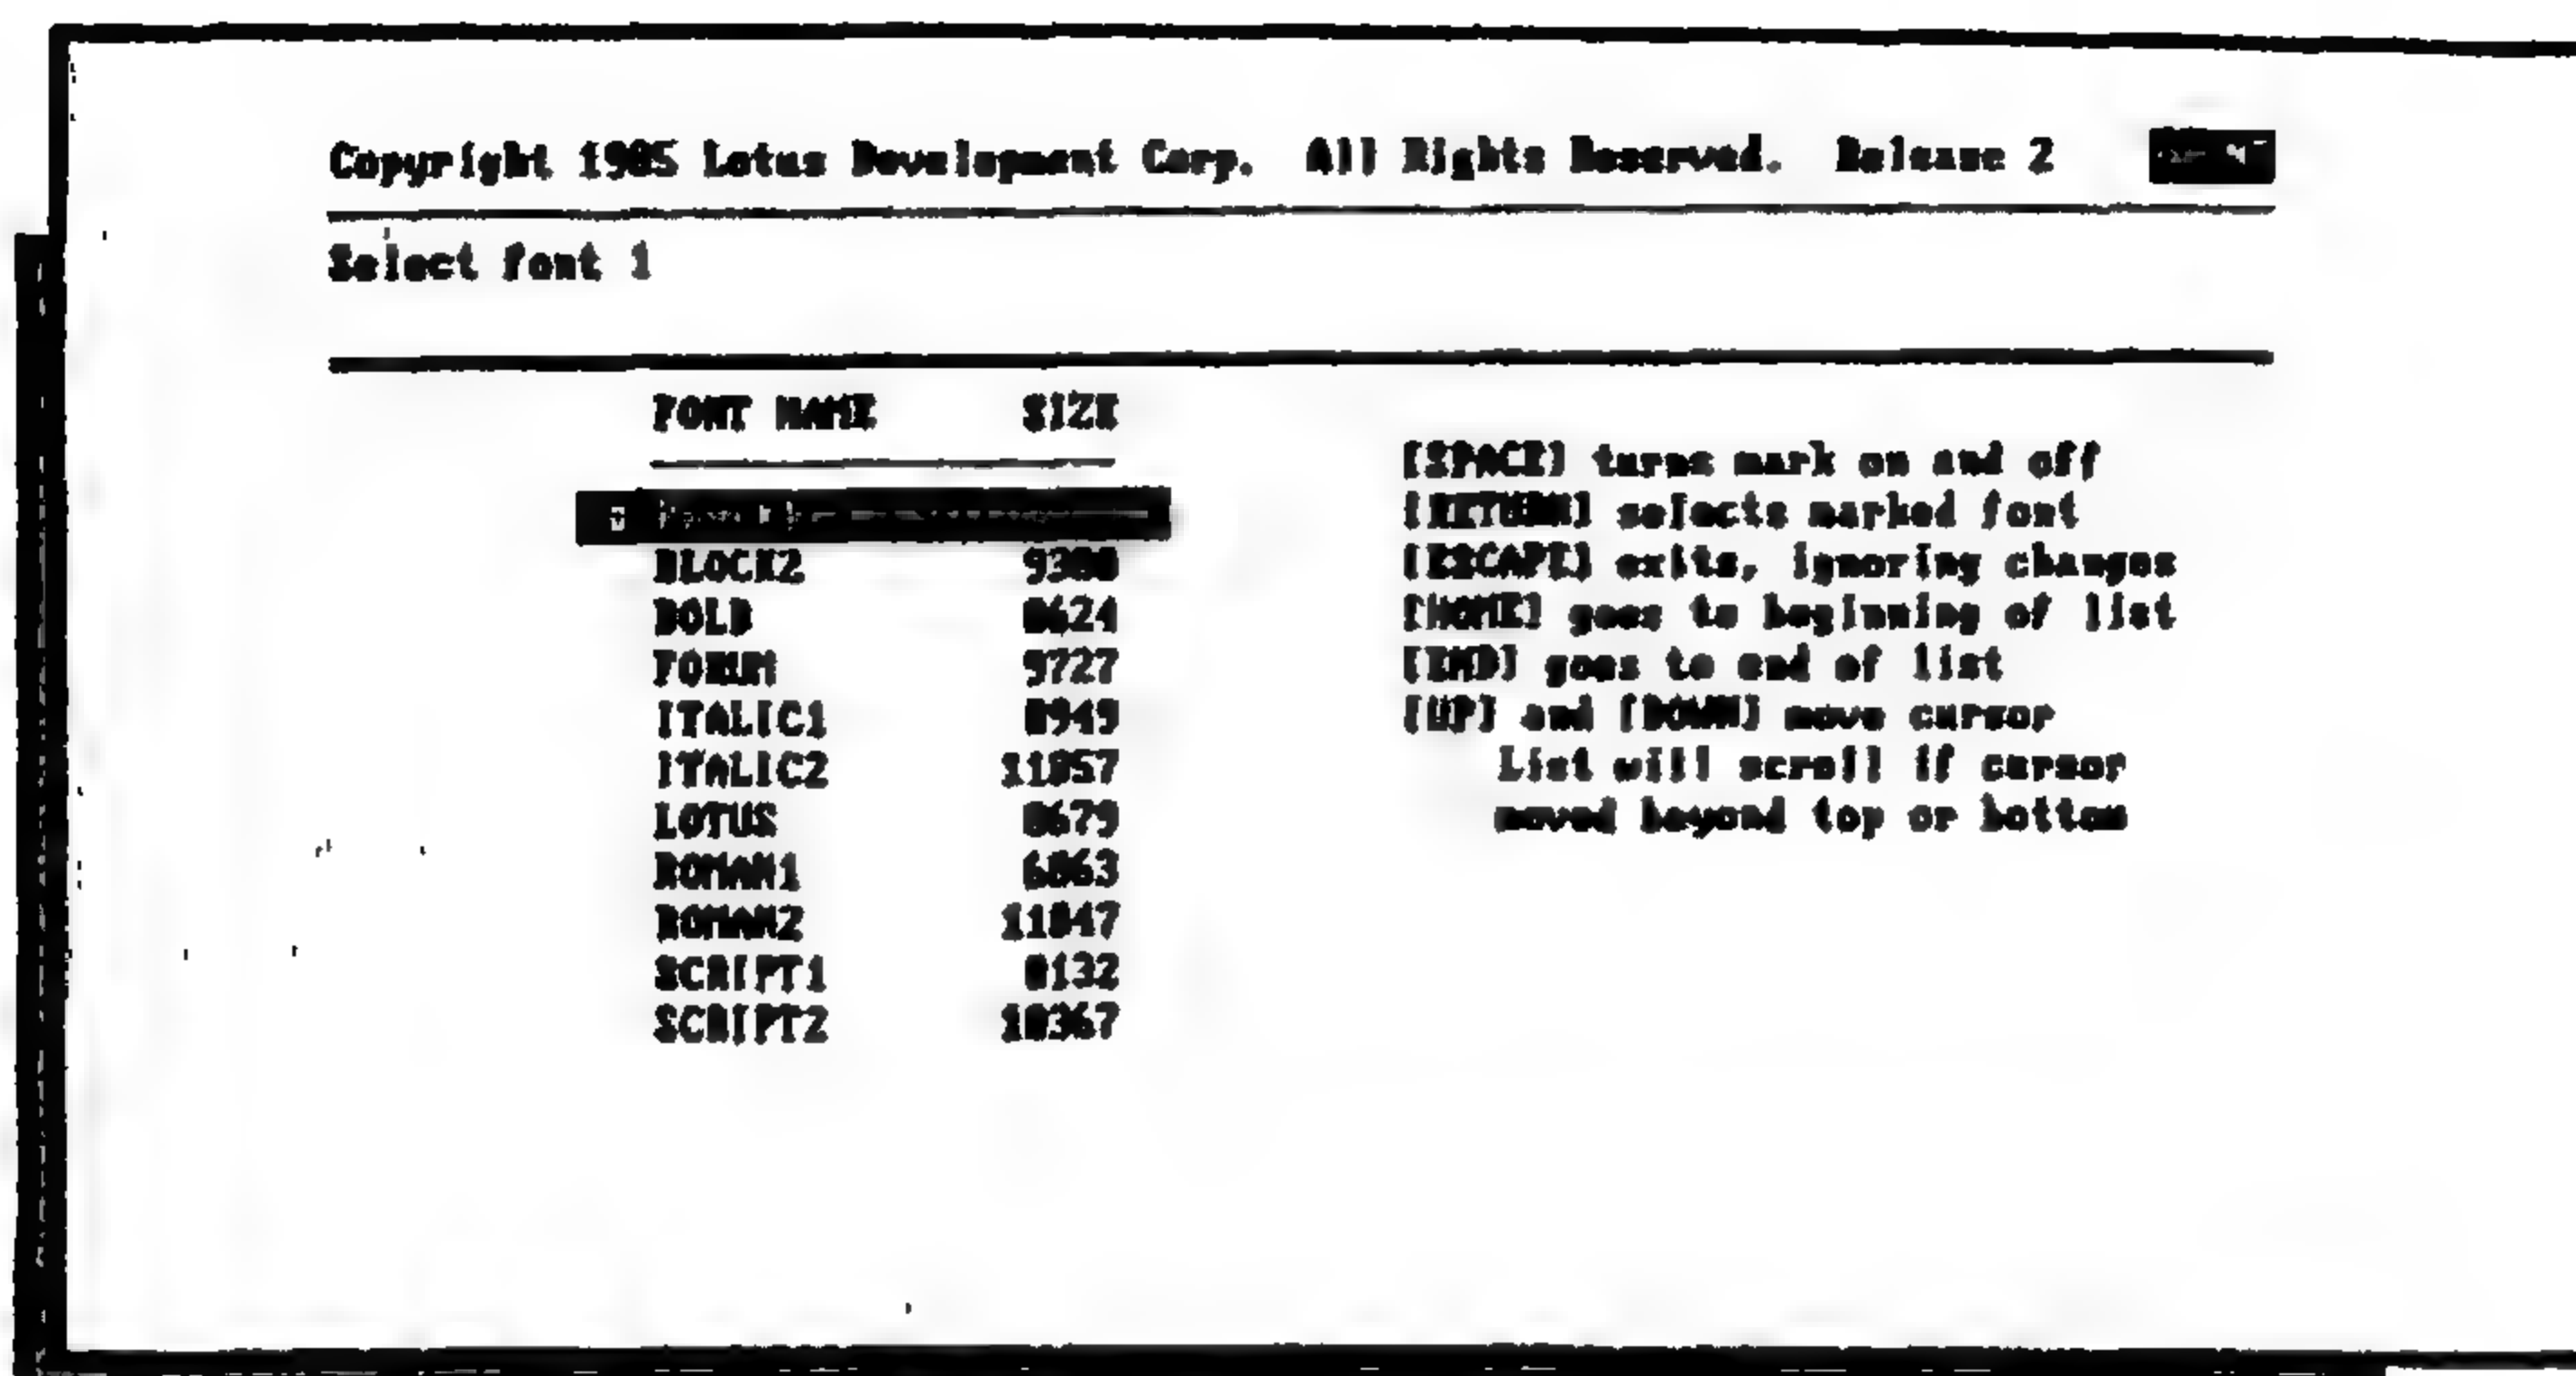 Copyright 1985 Lotus Development Corp.  All Rights Reserved.  Release 2
Select font 1
FONT NAME SIZE
BLOCK2
BOLD 8624
FORUM 9727
ITALIC1 8949
ITALIC2 11857
LOTUS 8679
ROMAN1 6863
ROMAN2 11847
SCRIPT1 8132
SCRIPT2 10367
[SPACE] turns mark on and off
[RETURN] selects marked font
[ESCAPE] exits, ignoring changes
[HOME] goes to beginning of list
[END] goes to end of list
[UP] and [DOWN] move cursor
List will scroll if cursor
moved beyond top or bottom